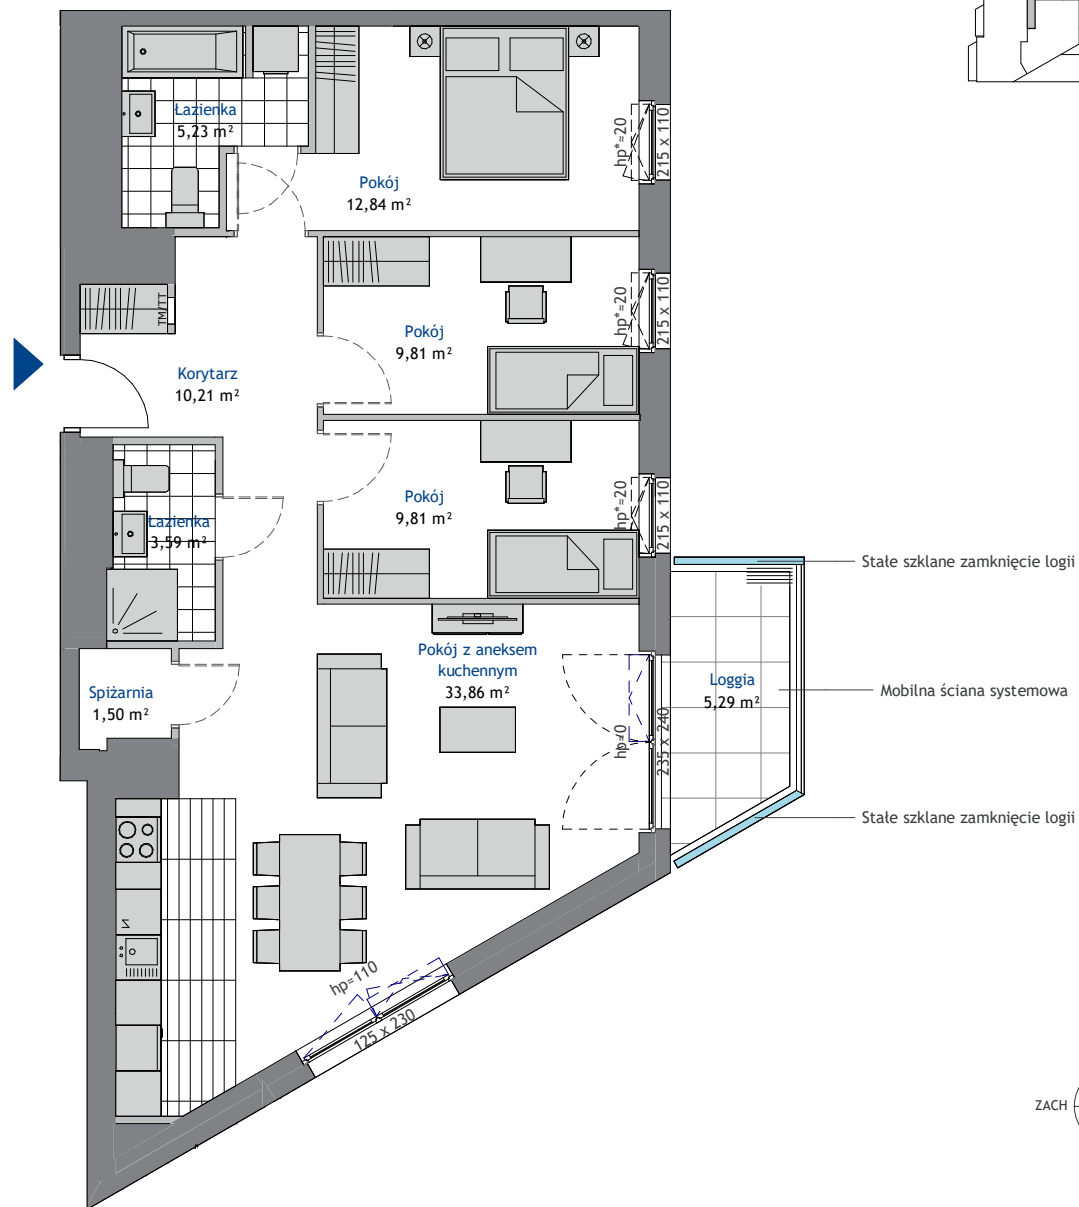 Łazienka
5,23 m²
Pokój
12,84 m²
hp*≈20
215 x 110
TM/TT
Pokój
9,81 m²
hp*≈20
215 x 110
Korytarz
10,21 m²
Pokój
9,81 m²
hp*≈20
215 x 110
Łazienka
3,59 m²
Stałe szklane zamknięcie logii
Pokój z aneksem
kuchennym
33,86 m²
Loggia
5,29 m²
Mobilna ściana systemowa
Spiżarnia
1,50 m²
hp≈0
235 x 240
Stałe szklane zamknięcie logii
Z
hp≈110
125 x 230
ZACH